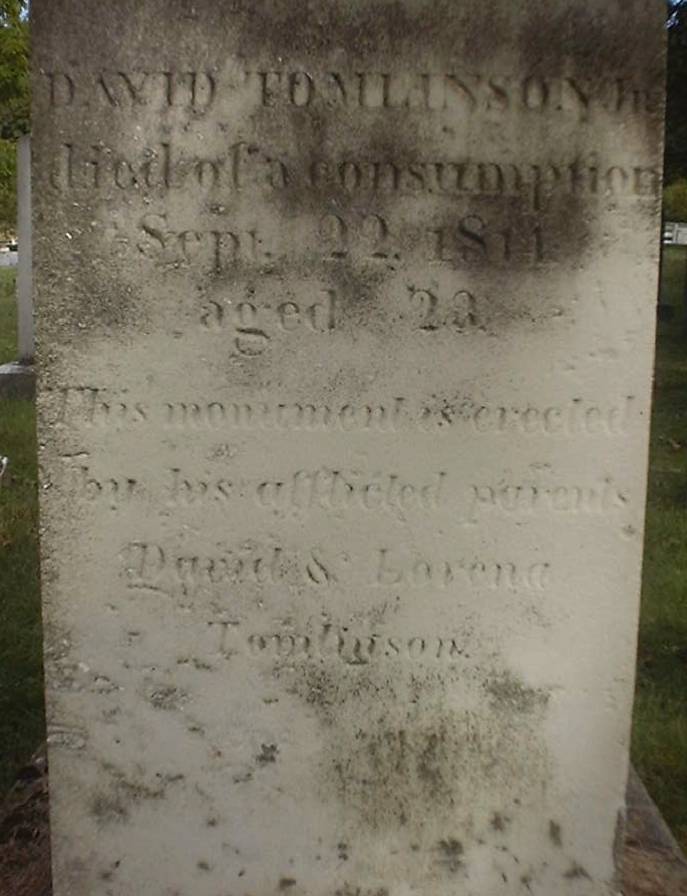 DAVID TOMLINSON Jr
died of a consumption
Sept. 22, 1811
aged 23
This monument is erected
by his afflicted parents
David & Lorena
Tomlinson.